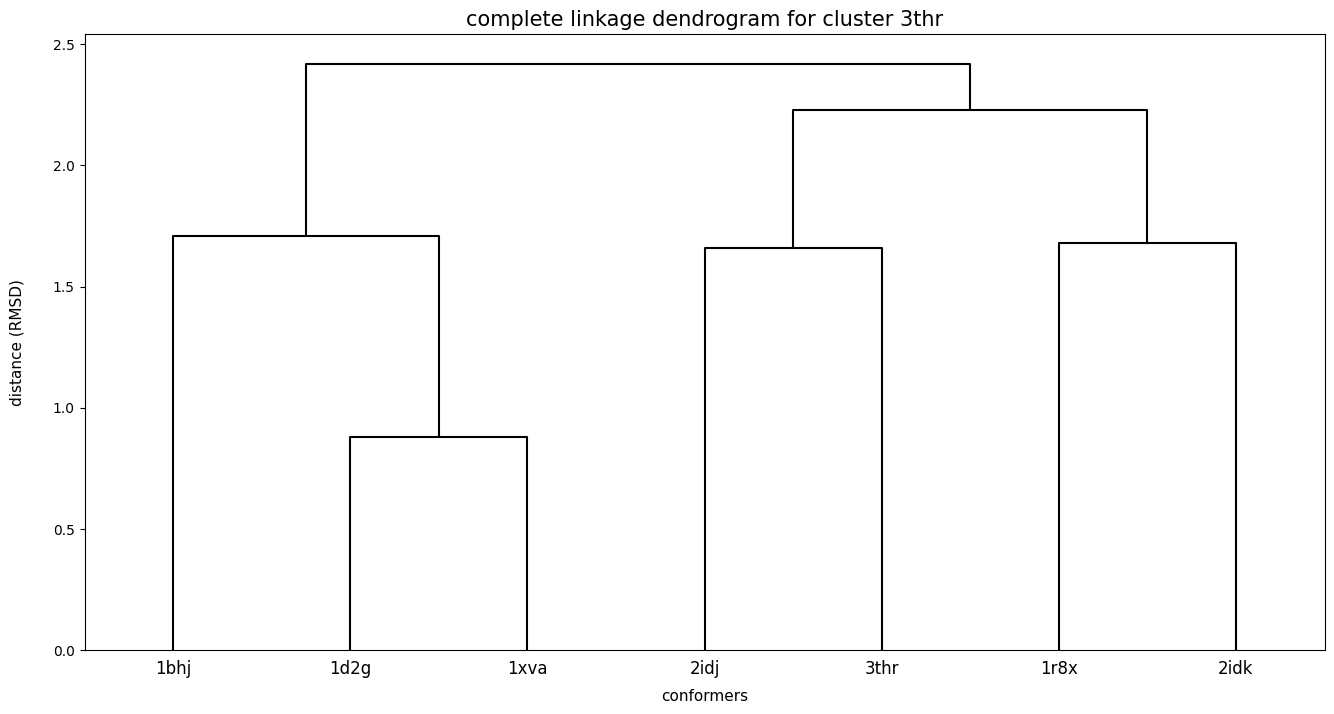 complete linkage dendrogram for cluster 3thr
2.5
2.0
1.5
1.0
0.5
0.0
distance (RMSD)
1bhj 1d2g 1xva 2idj 3thr 1r8x 2idk
conformers